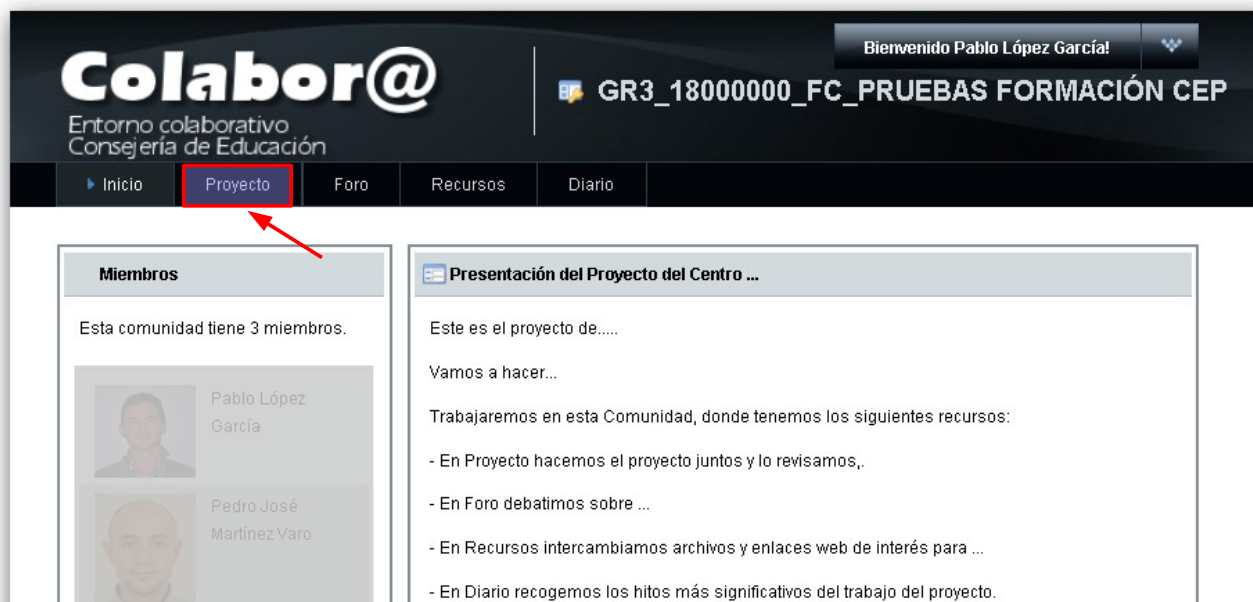 Bienvenido Pablo López García!
Colabor@
Entorno colaborativo
Consejería de Educación
GR3_18000000_FC_PRUEBAS FORMACIÓN CEP
Inicio
Proyecto
Foro
Recursos
Diario
Miembros
Esta comunidad tiene 3 miembros.
Pablo López
García
Pedro José
Martínez Varo
Presentación del Proyecto del Centro ...
Este es el proyecto de.....
Vamos a hacer...
Trabajaremos en esta Comunidad, donde tenemos los siguientes recursos:
- En Proyecto hacemos el proyecto juntos y lo revisamos,.
- En Foro debatimos sobre ...
- En Recursos intercambiamos archivos y enlaces web de interés para ...
- En Diario recogemos los hitos más significativos del trabajo del proyecto.